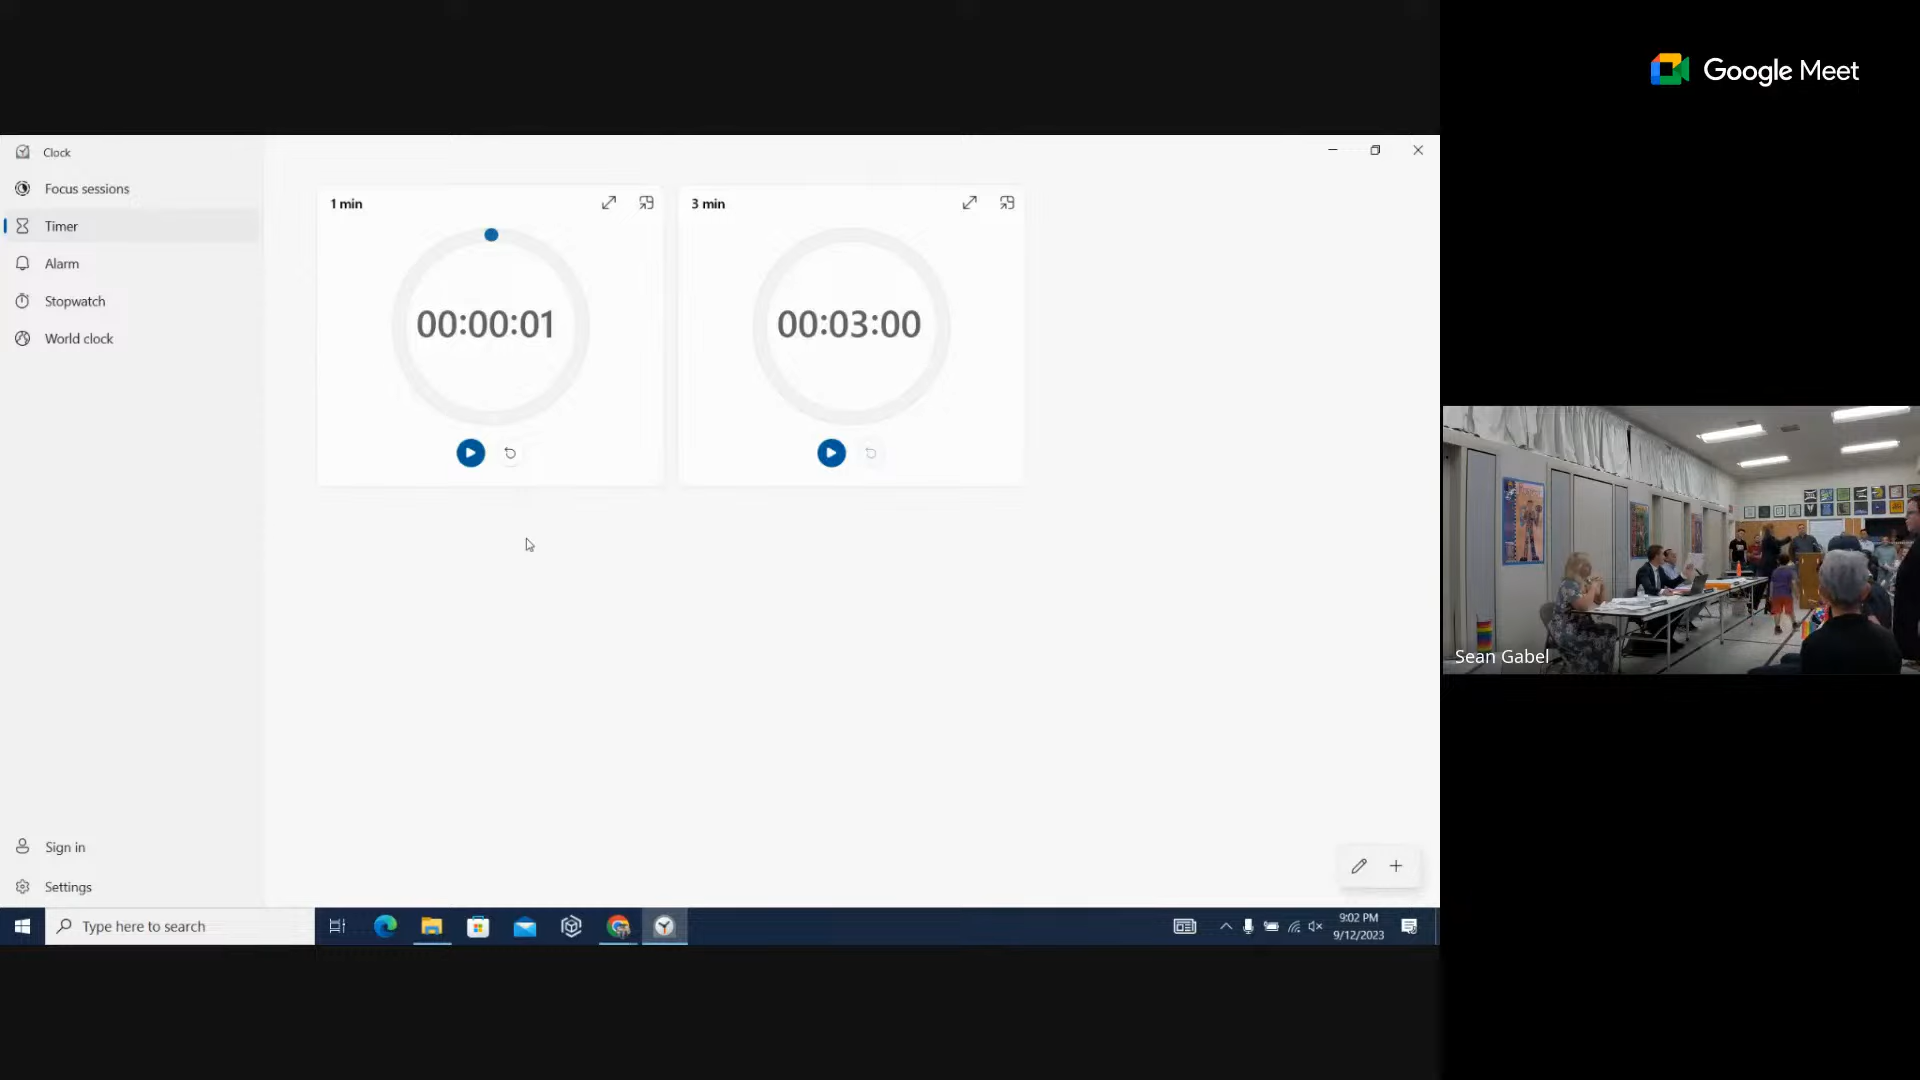 Google Meet
Clock
Focus sessions
Timer
Alarm
Stopwatch
World clock
1 min
00:00:01
3 min
00:03:00
Sean Gabel
Sign in
Settings
Type here to search
9:02 PM
9/12/2023